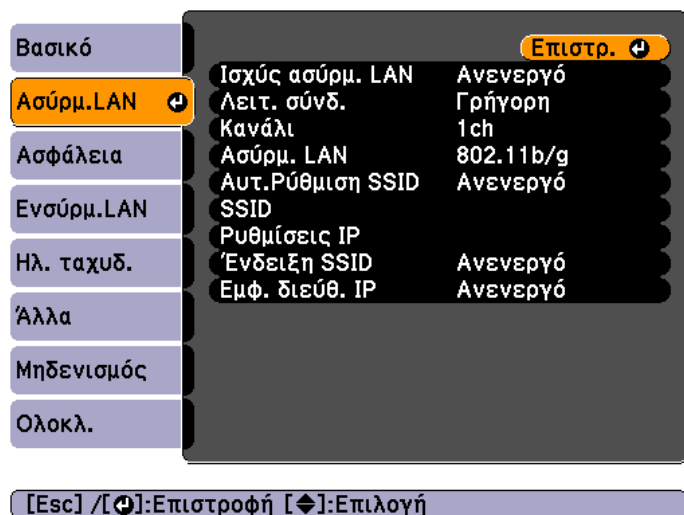 Βασικό
Ασύρμ.LAN
Ασφάλεια
Ενσύρμ.LAN
Ηλ. ταχυδ.
Άλλα
Μηδενισμός
Ολοκλ.
Επιστρ.
Ισχύς ασύρμ. LAN Ανενεργό
Λειτ. σύνδ. Γρήγορη
Κανάλι 1ch
Ασύρμ. LAN 802.11b/g
Αυτ.Ρύθμιση SSID Ανενεργό
SSID
Ρυθμίσεις IP
Ένδειξη SSID Ανενεργό
Εμφ. διεύθ. IP Ανενεργό
[Esc] /[⏎]:Επιστροφή [◆]:Επιλογή